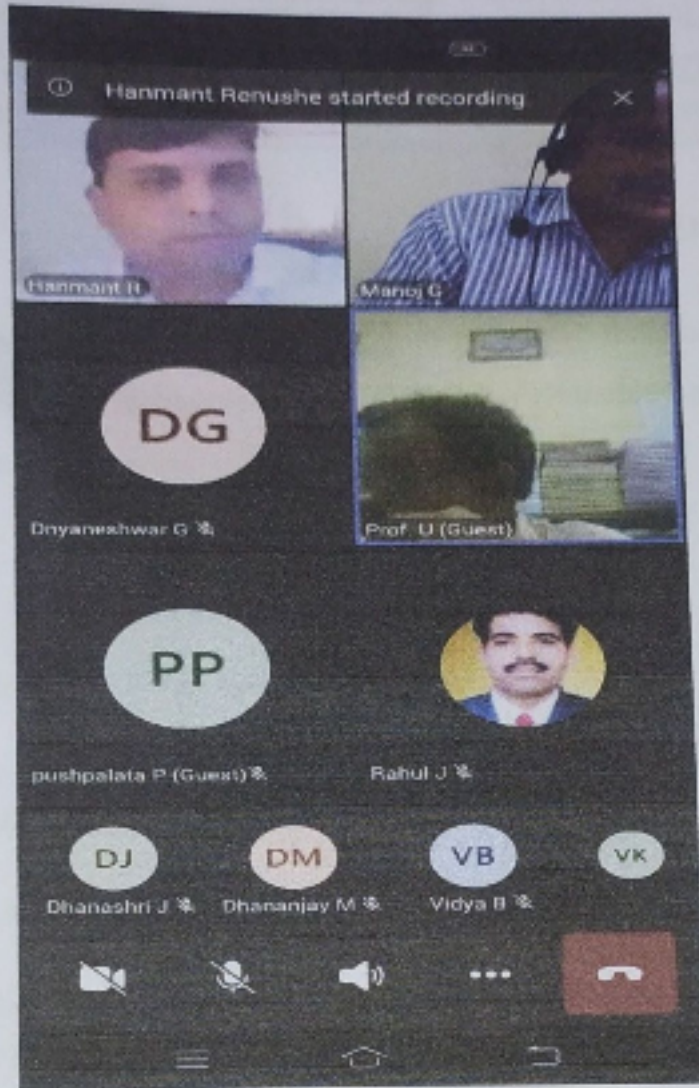 Hanmant Renushe started recording
Hanmant R
Manoj G
DG
Dnyaneshwar G
Prof. U (Guest)
PP
pushpalata P (Guest)
Rahul J
DJ
DM
VB
VK
Dhanashri J
Dhananjay M
Vidya B